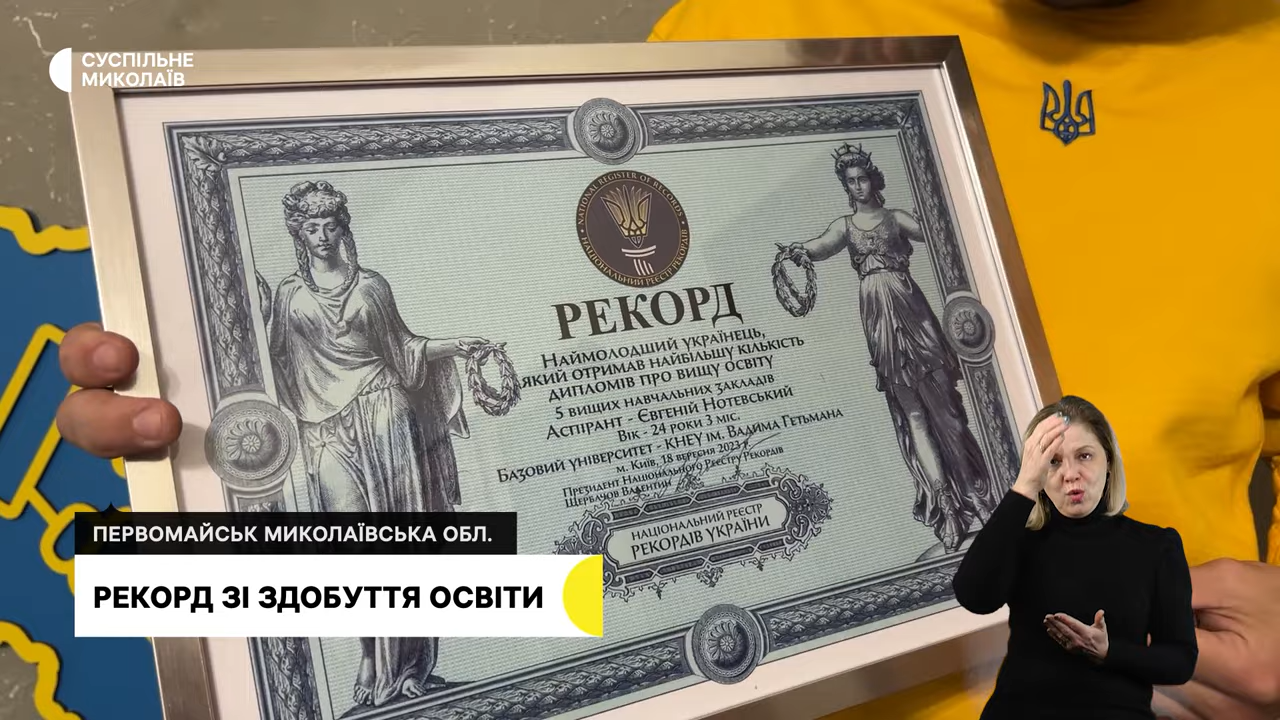 СУСПІЛЬНЕ
МИКОЛАЇВ
NATIONAL REGISTER OF RECORDS
НАЦІОНАЛЬНИЙ РЕЄСТР РЕКОРДІВ
РЕКОРД
Наймолодший українець,
який отримав найбільшу кількість
дипломів про вищу освіту
5 вищих навчальних закладів
Аспірант - Євгеній Нотевський
Вік - 24 роки 3 міс.
Базовий університет - КНЕУ ім. Вадима Гетьмана
м. Київ, 18 вересня 2023 р.
Президент Національного Реєстру Рекордів
Щербачов Валентин
НАЦІОНАЛЬНИЙ РЕЄСТР
РЕКОРДІВ УКРАЇНИ
ПЕРВОМАЙСЬК МИКОЛАЇВСЬКА ОБЛ.
РЕКОРД ЗІ ЗДОБУТТЯ ОСВІТИ